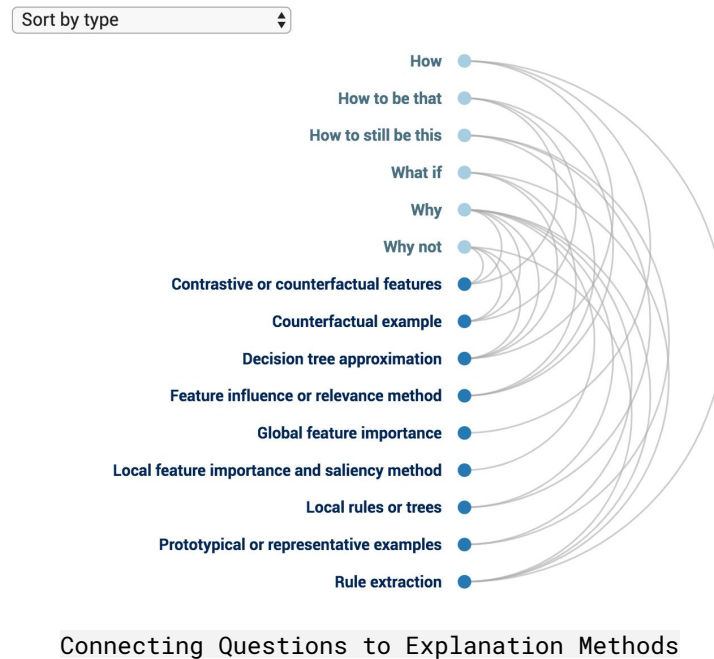 Sort by type
How
How to be that
How to still be this
What if
Why
Why not
Contrastive or counterfactual features
Counterfactual example
Decision tree approximation
Feature influence or relevance method
Global feature importance
Local feature importance and saliency method
Local rules or trees
Prototypical or representative examples
Rule extraction
Connecting Questions to Explanation Methods